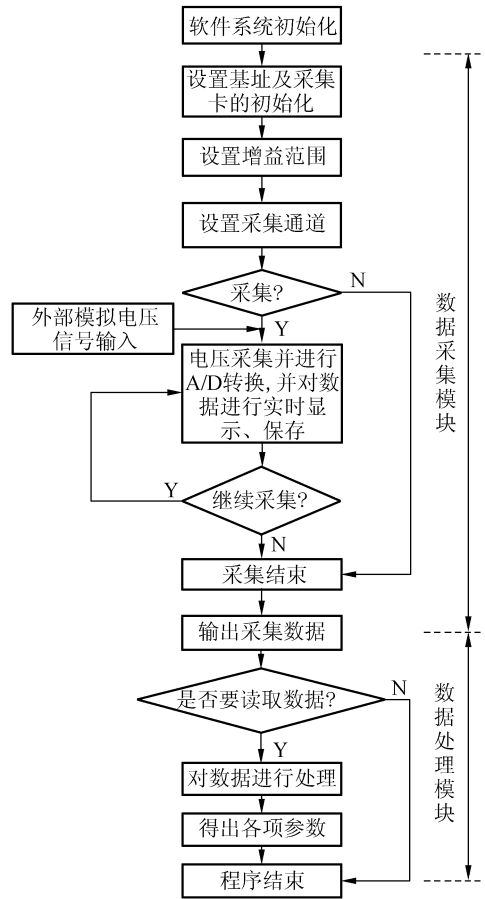 软件系统初始化
设置基址及采集
卡的初始化
设置增益范围
设置采集通道
采集?
N
Y
外部模拟电压
信号输入
电压采集并进行
A/D转换,并对数
据进行实时显
示、保存
继续采集?
Y
N
采集结束
输出采集数据
是否要读取数据?
N
Y
对数据进行处理
得出各项参数
程序结束
数据采集模块
数据处理模块